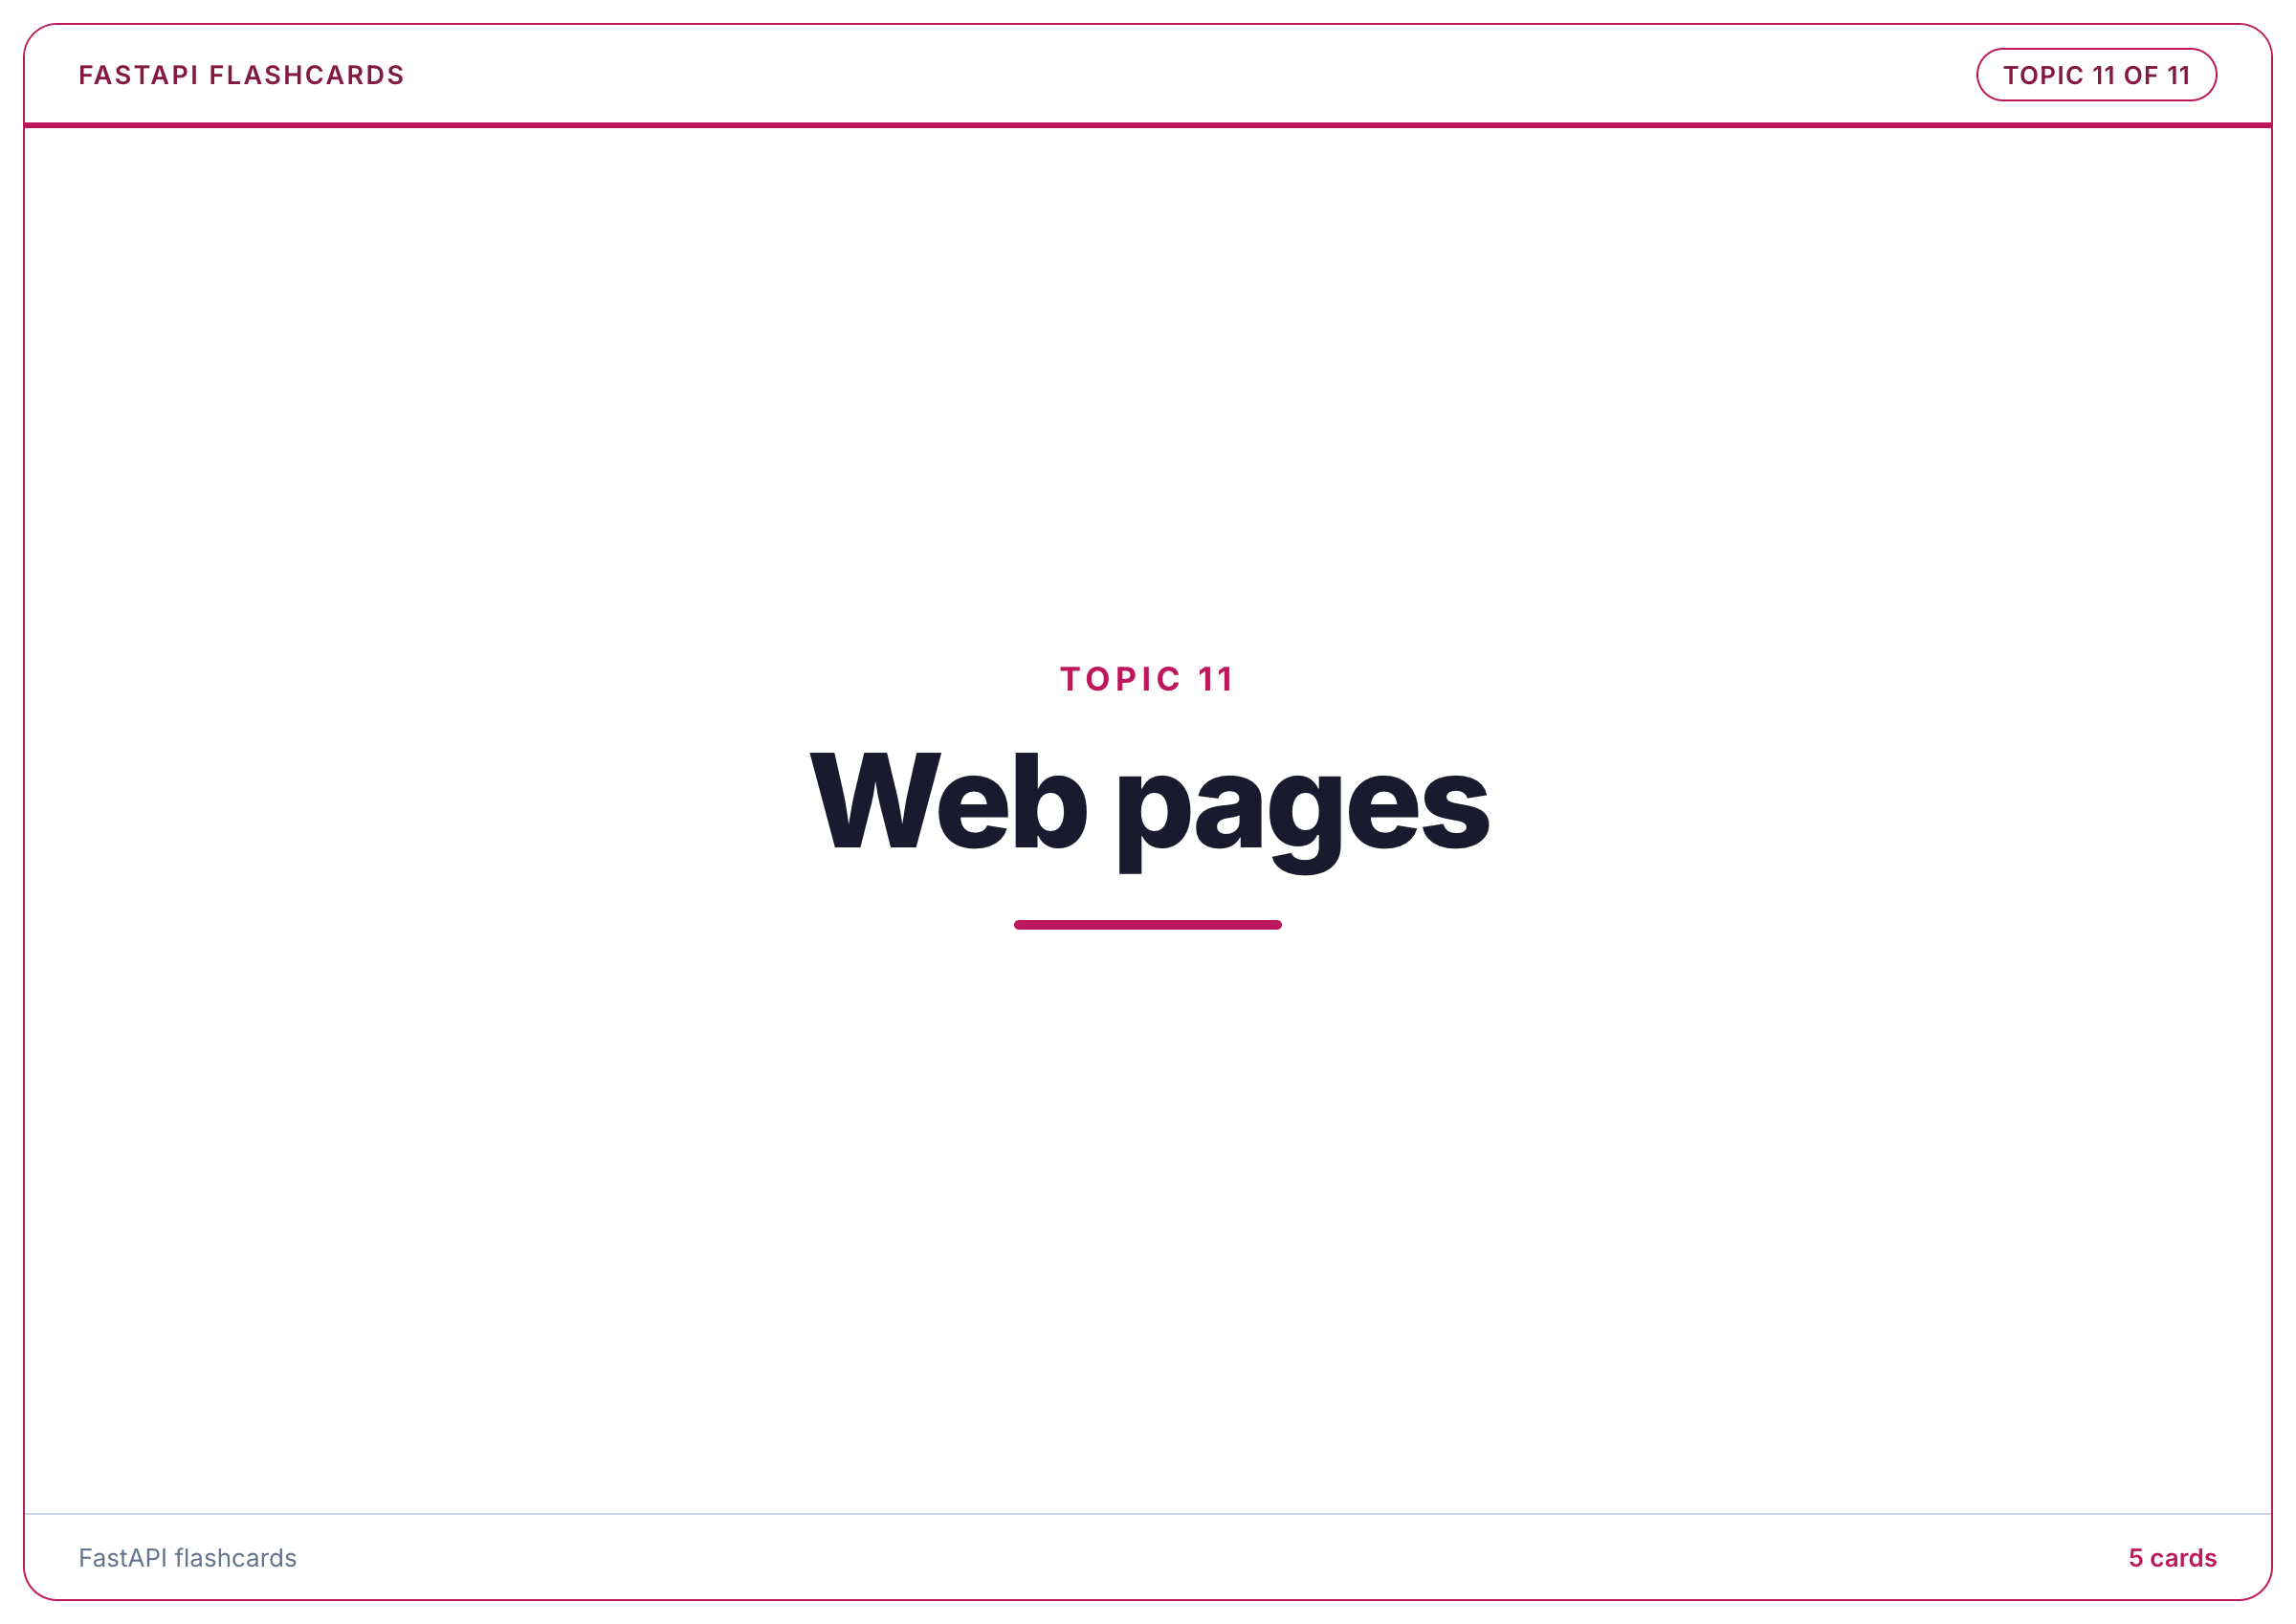 FASTAPI FLASHCARDS
TOPIC 11 OF 11
TOPIC 11
Web pages
FastAPI flashcards
5 cards